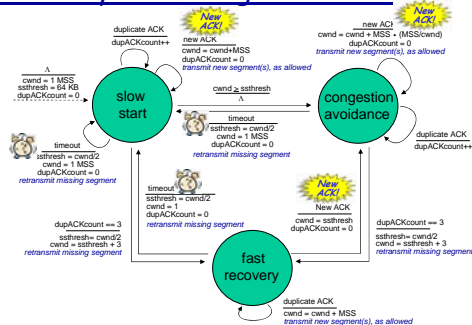 New ACK!
duplicate ACK
dupACKcount++
new ACK
cwnd = cwnd+MSS
dupACKcount = 0
transmit new segment(s), as allowed
New ACK!
new ACK
cwnd = cwnd + MSS • (MSS/cwnd)
dupACKcount = 0
transmit new segment(s), as allowed
Λ
cwnd = 1 MSS
ssthresh = 64 KB
dupACKcount = 0
slow
start
cwnd ≥ ssthresh
Λ
congestion
avoidance
timeout
ssthresh = cwnd/2
cwnd = 1 MSS
dupACKcount = 0
retransmit missing segment
duplicate ACK
dupACKcount++
timeout
ssthresh = cwnd/2
cwnd = 1 MSS
dupACKcount = 0
retransmit missing segment
timeout
ssthresh = cwnd/2
cwnd = 1
dupACKcount = 0
retransmit missing segment
New ACK!
New ACK
cwnd = ssthresh
dupACKcount = 0
dupACKcount == 3
ssthresh= cwnd/2
cwnd = ssthresh + 3
retransmit missing segment
dupACKcount == 3
ssthresh= cwnd/2
cwnd = ssthresh + 3
retransmit missing segment
fast
recovery
duplicate ACK
cwnd = cwnd + MSS
transmit new segment(s), as allowed